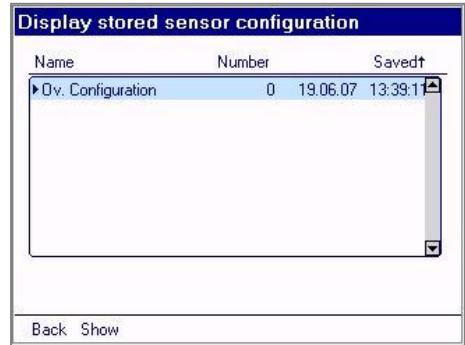 Display stored sensor configuration
Name Number Saved↑
Ov. Configuration 0 19.06.07 13:39:11
Back Show